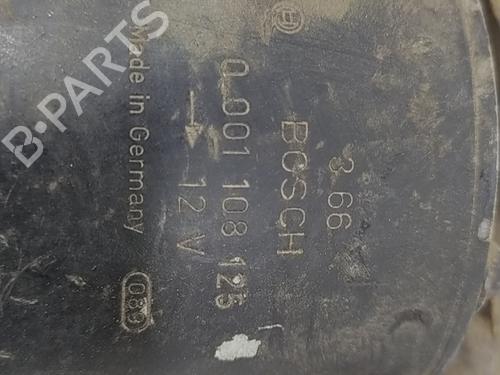 3 66
BOSCH
0 001 108 125
12 V
Made in Germany
089
B-PARTS